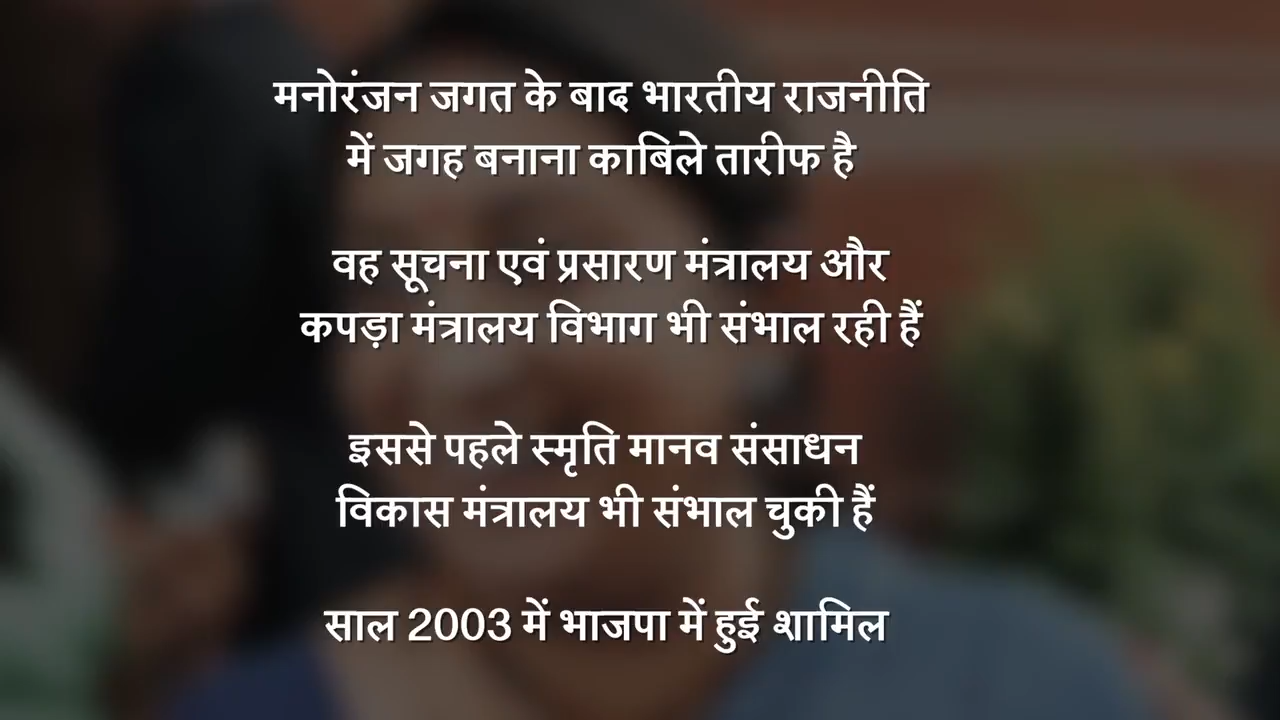 मनोरंजन जगत के बाद भारतीय राजनीति
में जगह बनाना काबिले तारीफ है
वह सूचना एवं प्रसारण मंत्रालय और
कपड़ा मंत्रालय विभाग भी संभाल रही हैं
इससे पहले स्मृति मानव संसाधन
विकास मंत्रालय भी संभाल चुकी हैं
साल 2003 में भाजपा में हुई शामिल